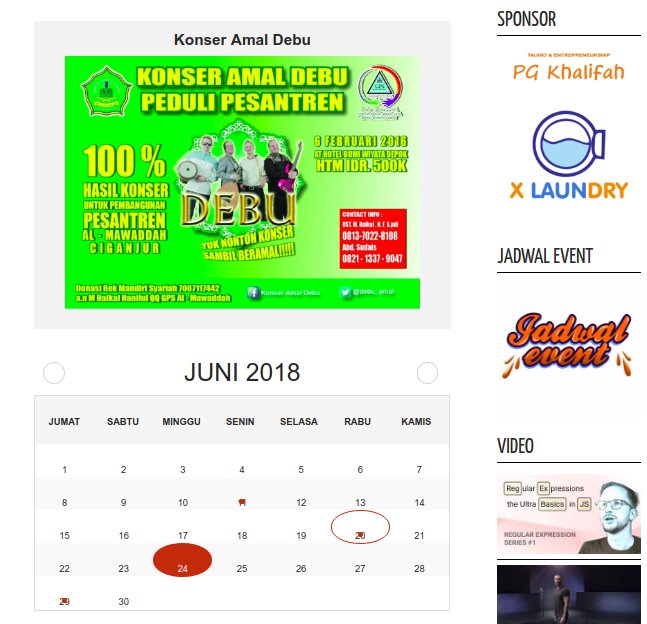 Konser Amal Debu
KONSER AMAL DEBU
PEDULI PESANTREN
6 FEBRUARI 2016
AT HOTEL BUMI WIYATA DEPOK
HTM IDR. 500K
100 %
HASIL KONSER
UNTUK PEMBANGUNAN
PESANTREN
AL - MAWADDAH
CIGANJUR
DEBU
YUK NONTON KONSER
SAMBIL BERAMAL!!!!!
CONTACT INFO :
UST. M. Haikal . H. F. S.pdi
0813-7022-8108
Abd. Sudais
0821 - 1337 - 9047
Donasi Rek Mandiri Syariah 7087117442
a.n M Haikal Haniful QQ GPS Al - Mawaddah
Konser Amal Debu
@debu_amal
JUNI 2018
JUMAT SABTU MINGGU SENIN SELASA RABU KAMIS
1 2 3 4 5 6 7
8 9 10 11 12 13 14
15 16 17 18 19 20 21
22 23 24 25 26 27 28
29 30
SPONSOR
TAUHID & ENTREPRENEURSHIP
PG Khalifah
X LAUNDRY
JADWAL EVENT
Jadwal
event
VIDEO
Regular Expressions
the Ultra Basics in JS
REGULAR EXPRESSION
SERIES #1